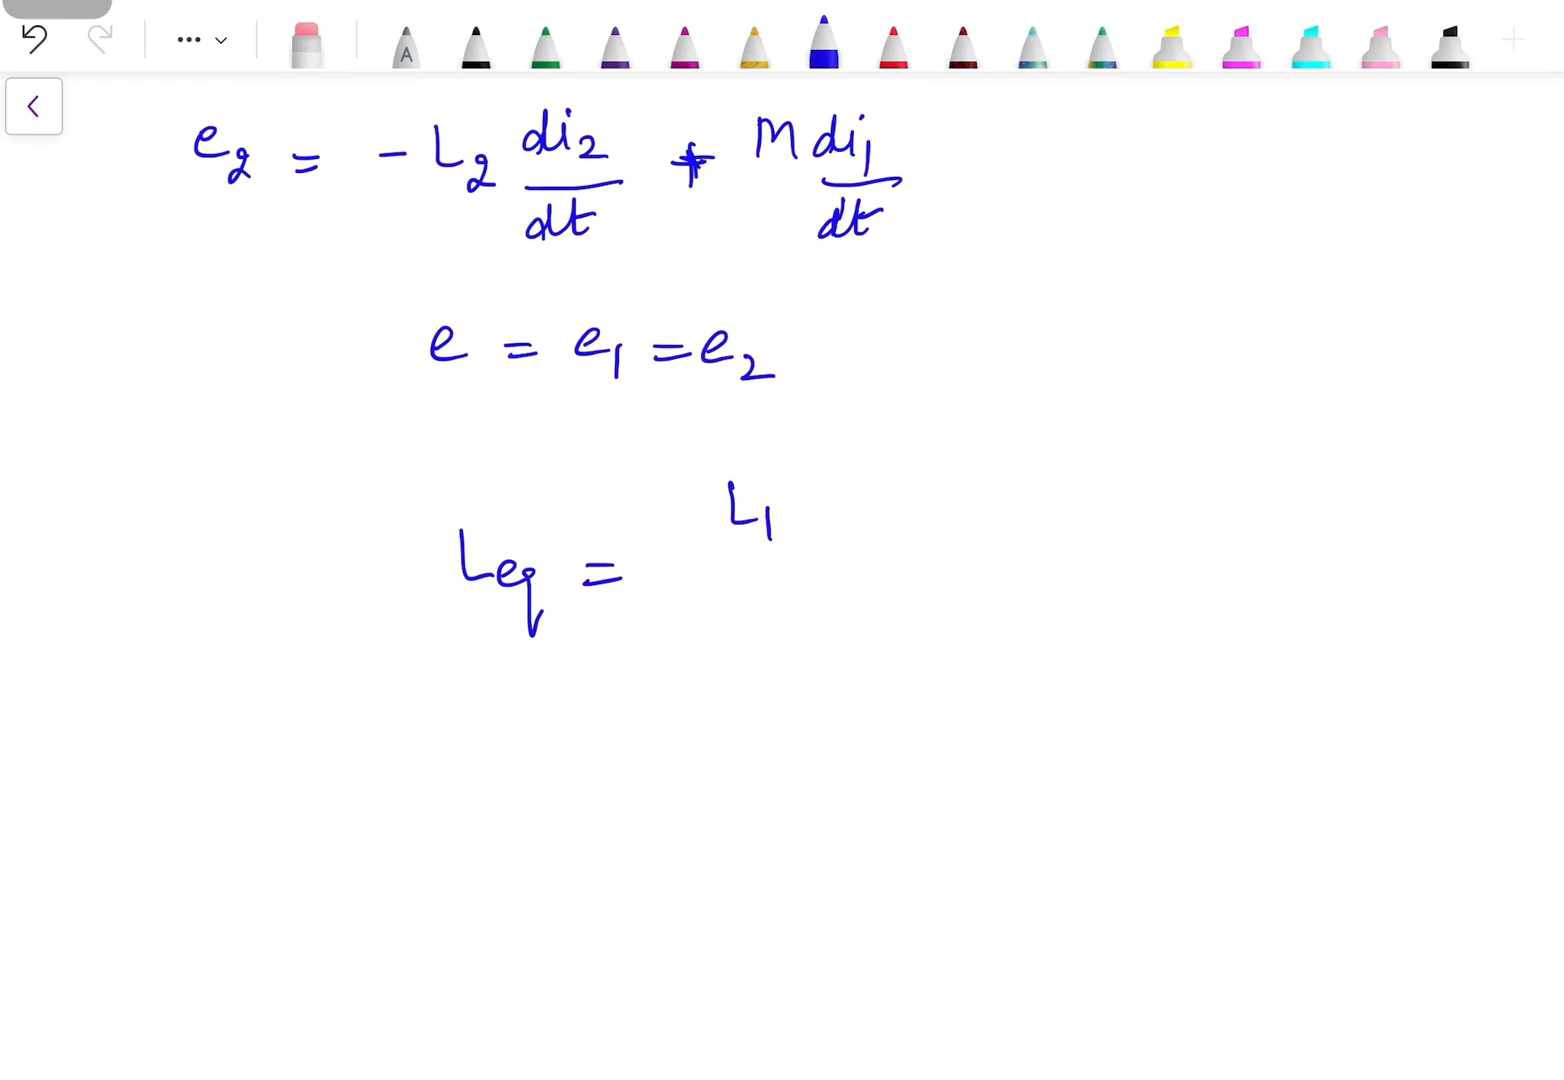 e₂ = - L₂ di₂/dt + M di₁/dt
e = e₁ = e₂
Leq = L₁